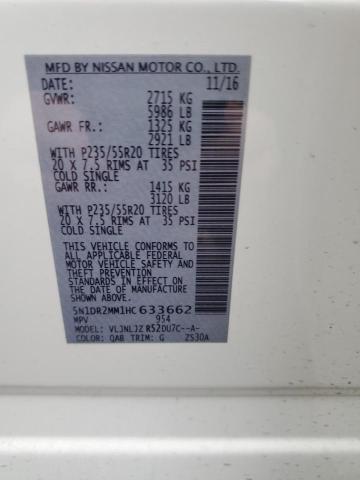 MFD BY NISSAN MOTOR CO., LTD.
DATE: 11/16
GVWR: 2715 KG
5986 LB
GAWR FR.: 1325 KG
2921 LB
WITH P235/55R20 TIRES
20 X 7.5 RIMS AT 35 PSI
COLD SINGLE
GAWR RR.: 1415 KG
3120 LB
WITH P235/55R20 TIRES
20 X 7.5 RIMS AT 35 PSI
COLD SINGLE
THIS VEHICLE CONFORMS TO
ALL APPLICABLE FEDERAL
MOTOR VEHICLE SAFETY
STANDARDS IN EFFECT ON
THE DATE OF MANUFACTURE
SHOWN ABOVE.
5N1DR2MM1HC633662
MPV 954
MODEL: VLJNLJZ R52DU7C--A-
COLOR: QAB TRIM: G ZS30A